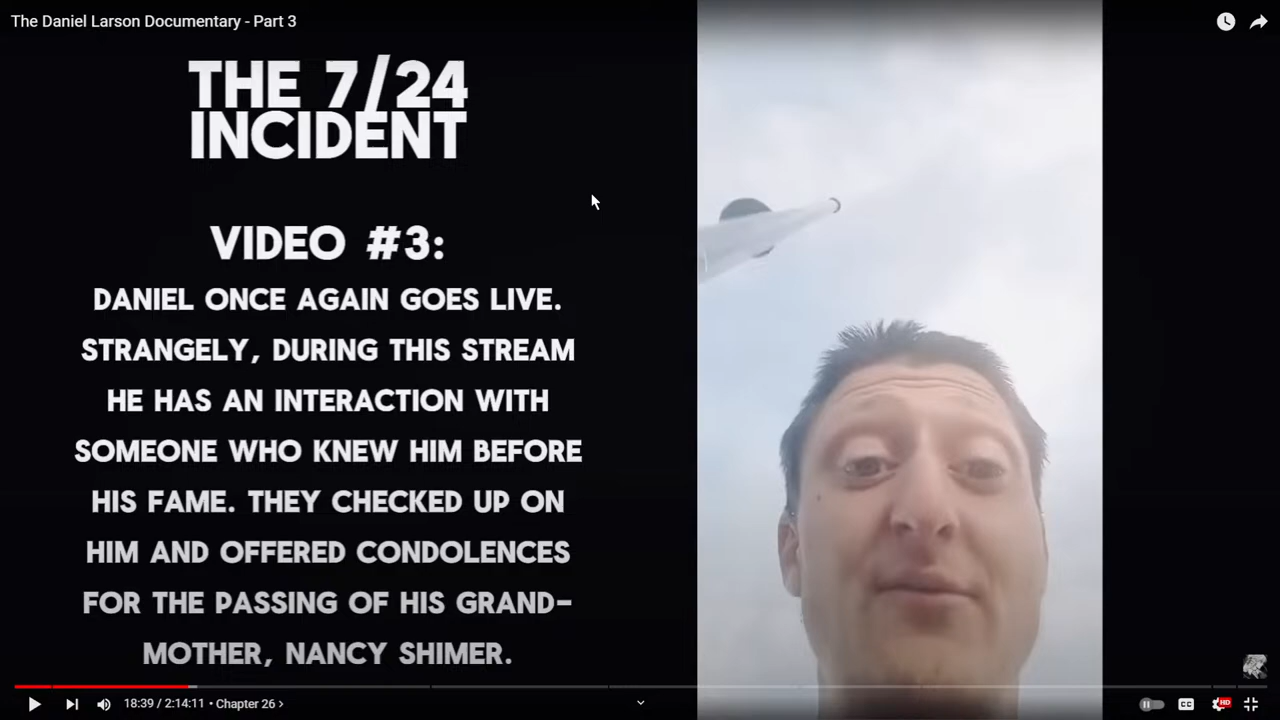 The Daniel Larson Documentary - Part 3
THE 7/24
INCIDENT
VIDEO #3:
DANIEL ONCE AGAIN GOES LIVE.
STRANGELY, DURING THIS STREAM
HE HAS AN INTERACTION WITH
SOMEONE WHO KNEW HIM BEFORE
HIS FAME. THEY CHECKED UP ON
HIM AND OFFERED CONDOLENCES
FOR THE PASSING OF HIS GRAND-
MOTHER, NANCY SHIMER.
18:39 / 2:14:11 • Chapter 26 >
CC
HD